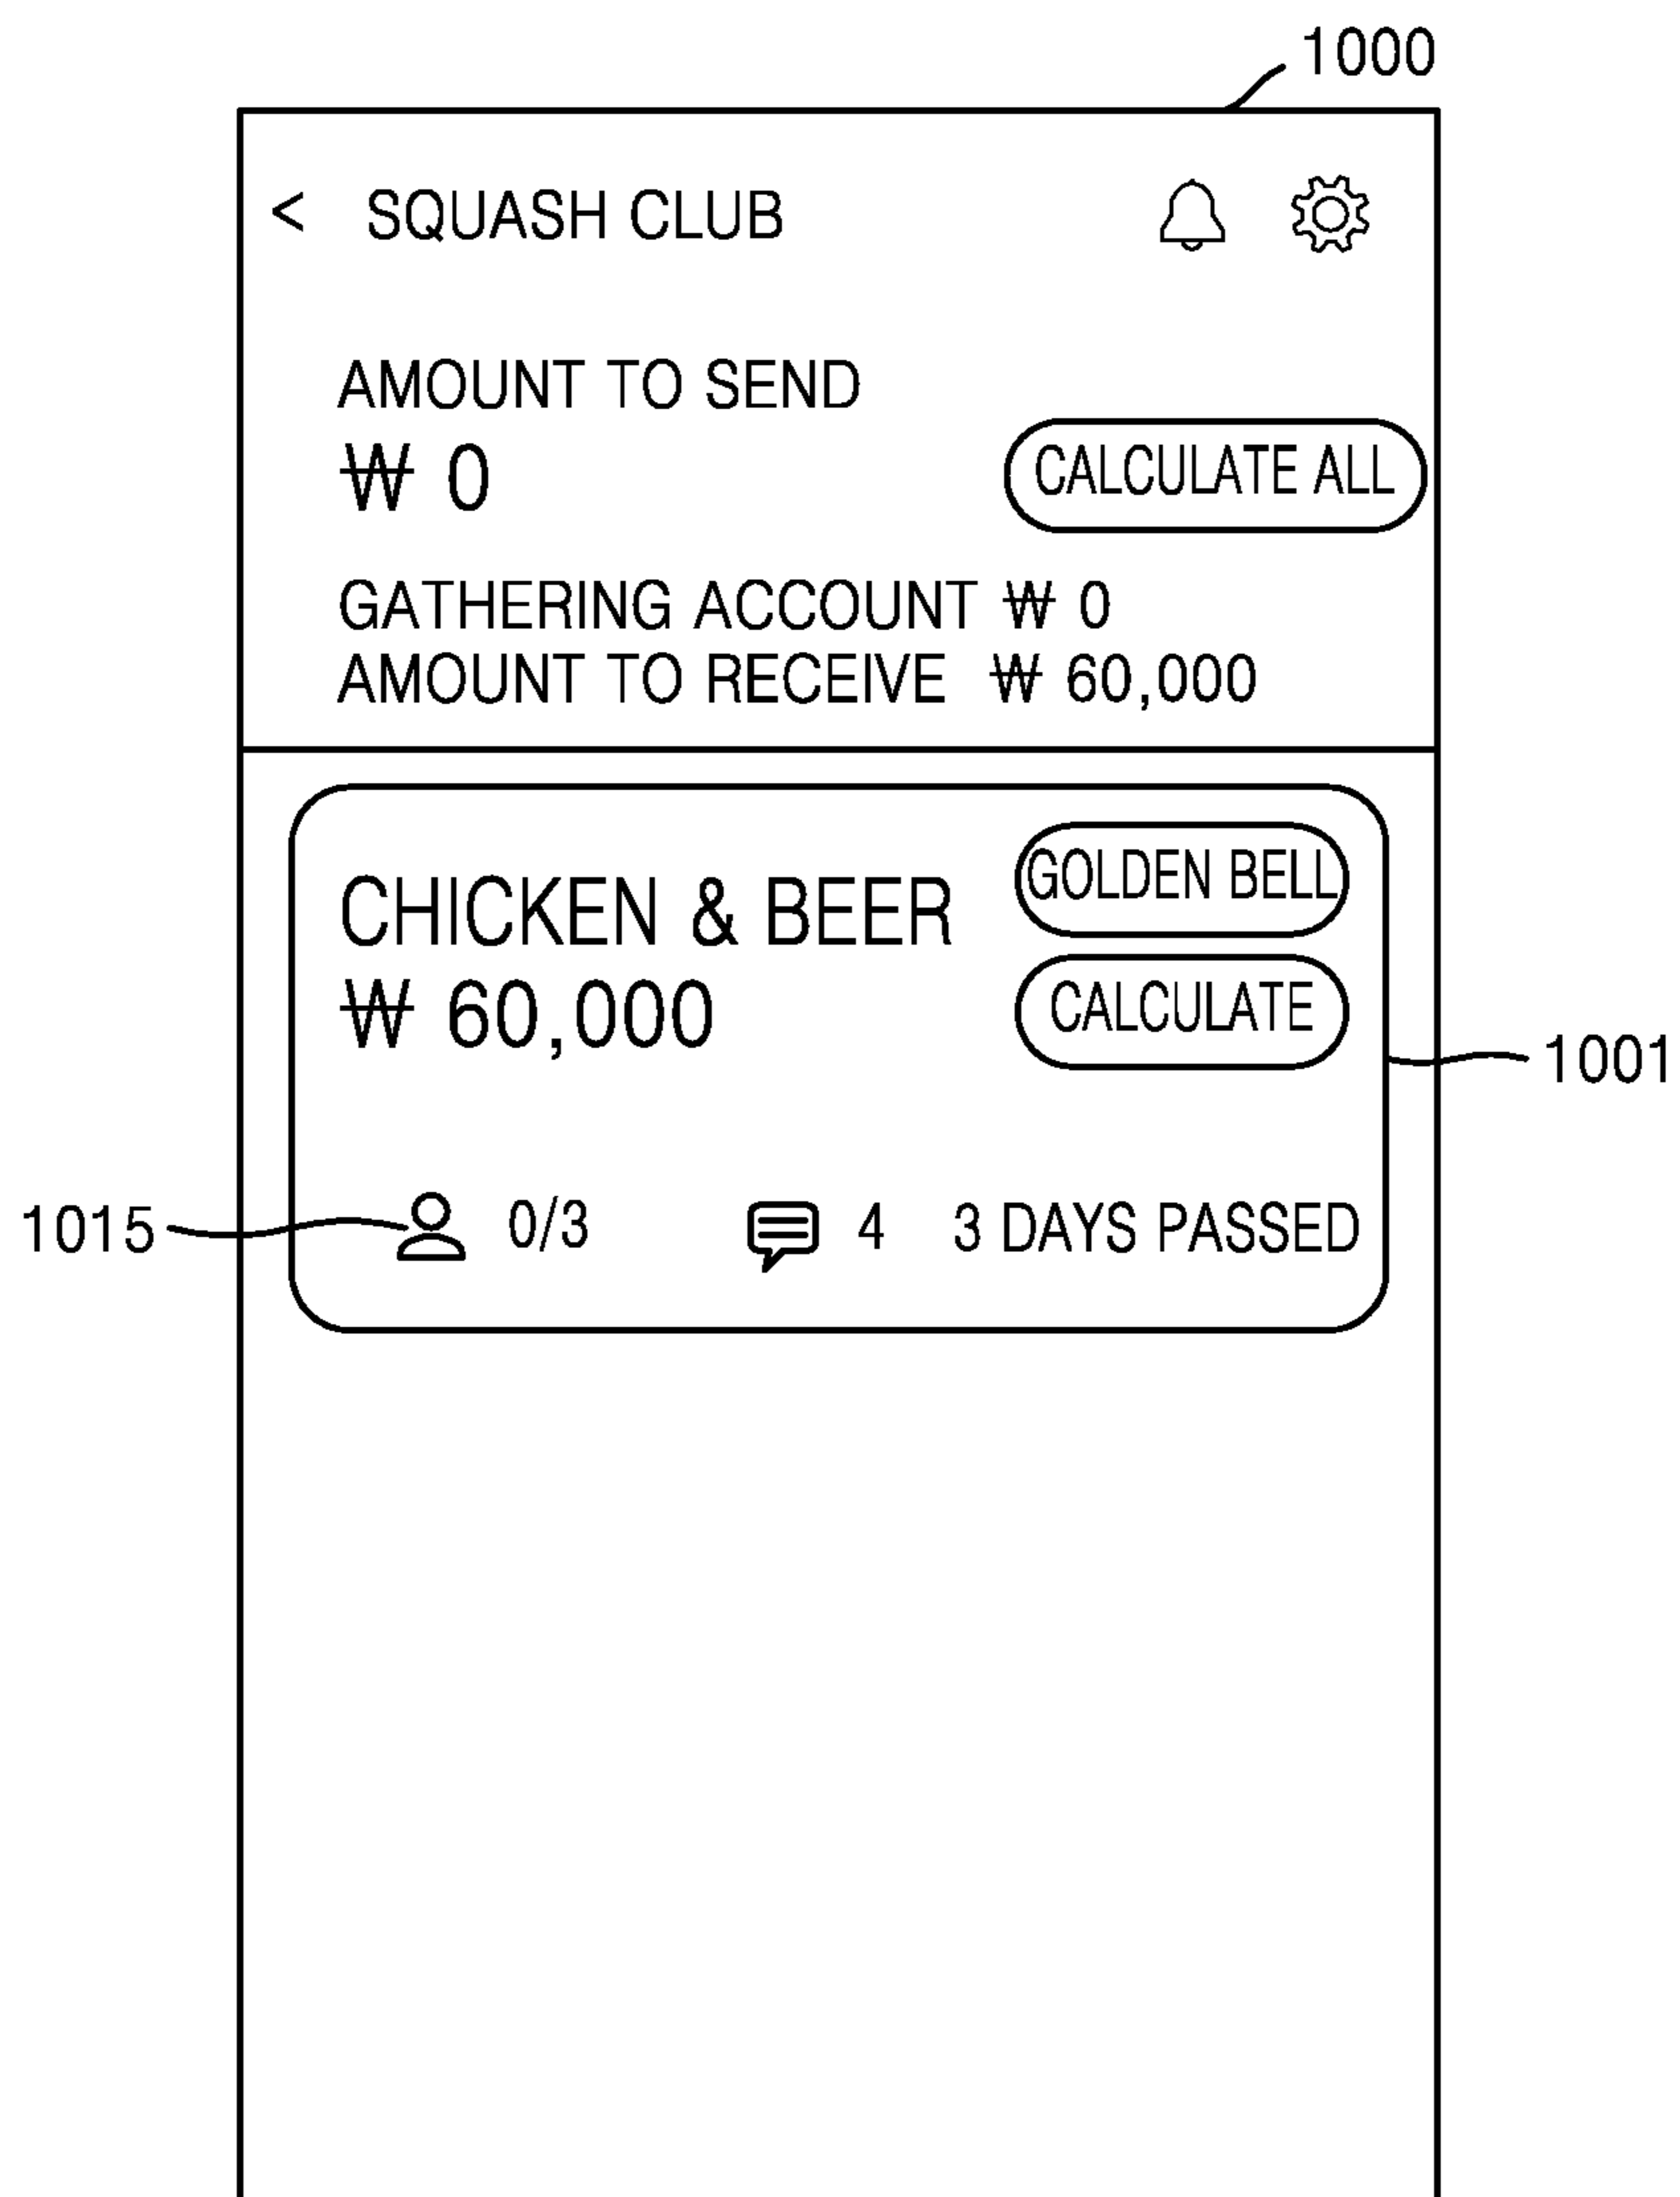 1000
< SQUASH CLUB
AMOUNT TO SEND
₩ 0
CALCULATE ALL
GATHERING ACCOUNT ₩ 0
AMOUNT TO RECEIVE ₩ 60,000
GOLDEN BELL
CHICKEN & BEER
₩ 60,000
CALCULATE
1001
1015
0/3 4 3 DAYS PASSED